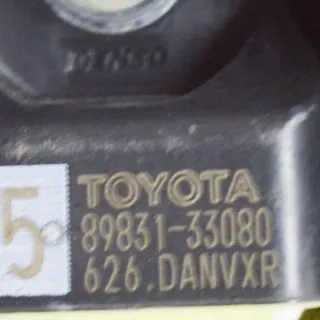 DENSO
TOYOTA
5
89831-33080
626.DANVXR